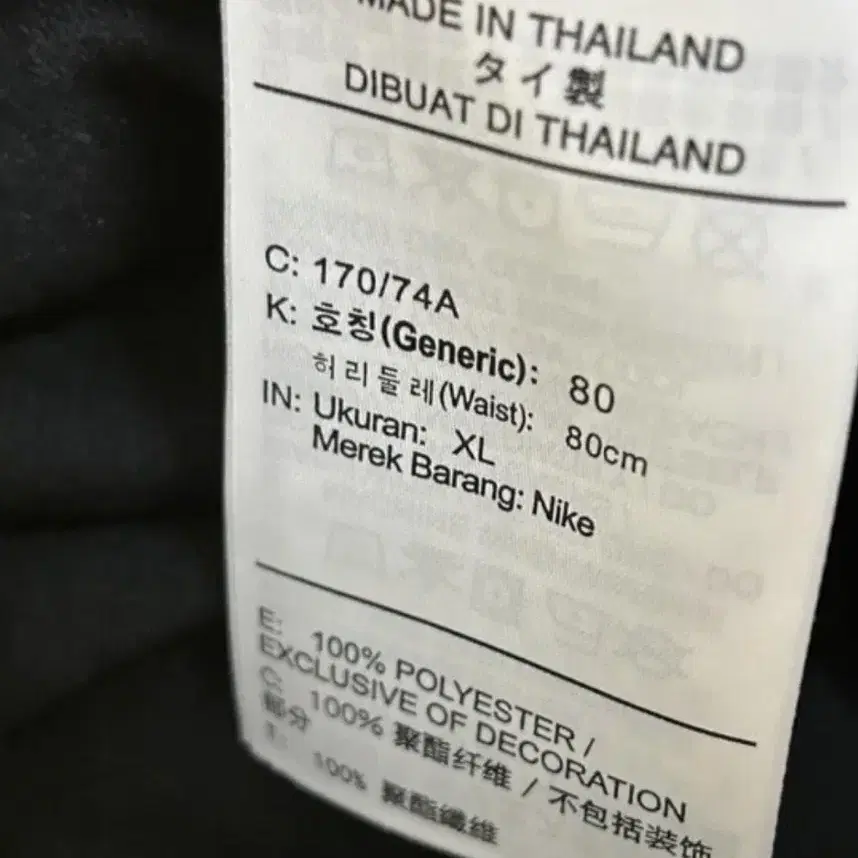 MADE IN THAILAND
タイ製
DIBUAT DI THAILAND
C: 170/74A
K: 호칭(Generic): 80
허리둘레(Waist): 80cm
IN: Ukuran: XL
Merek Barang: Nike
E: 100% POLYESTER /
EXCLUSIVE OF DECORATION
C: 100% 聚酯纤维 / 不包括装饰
部分
100% 聚酯纖維